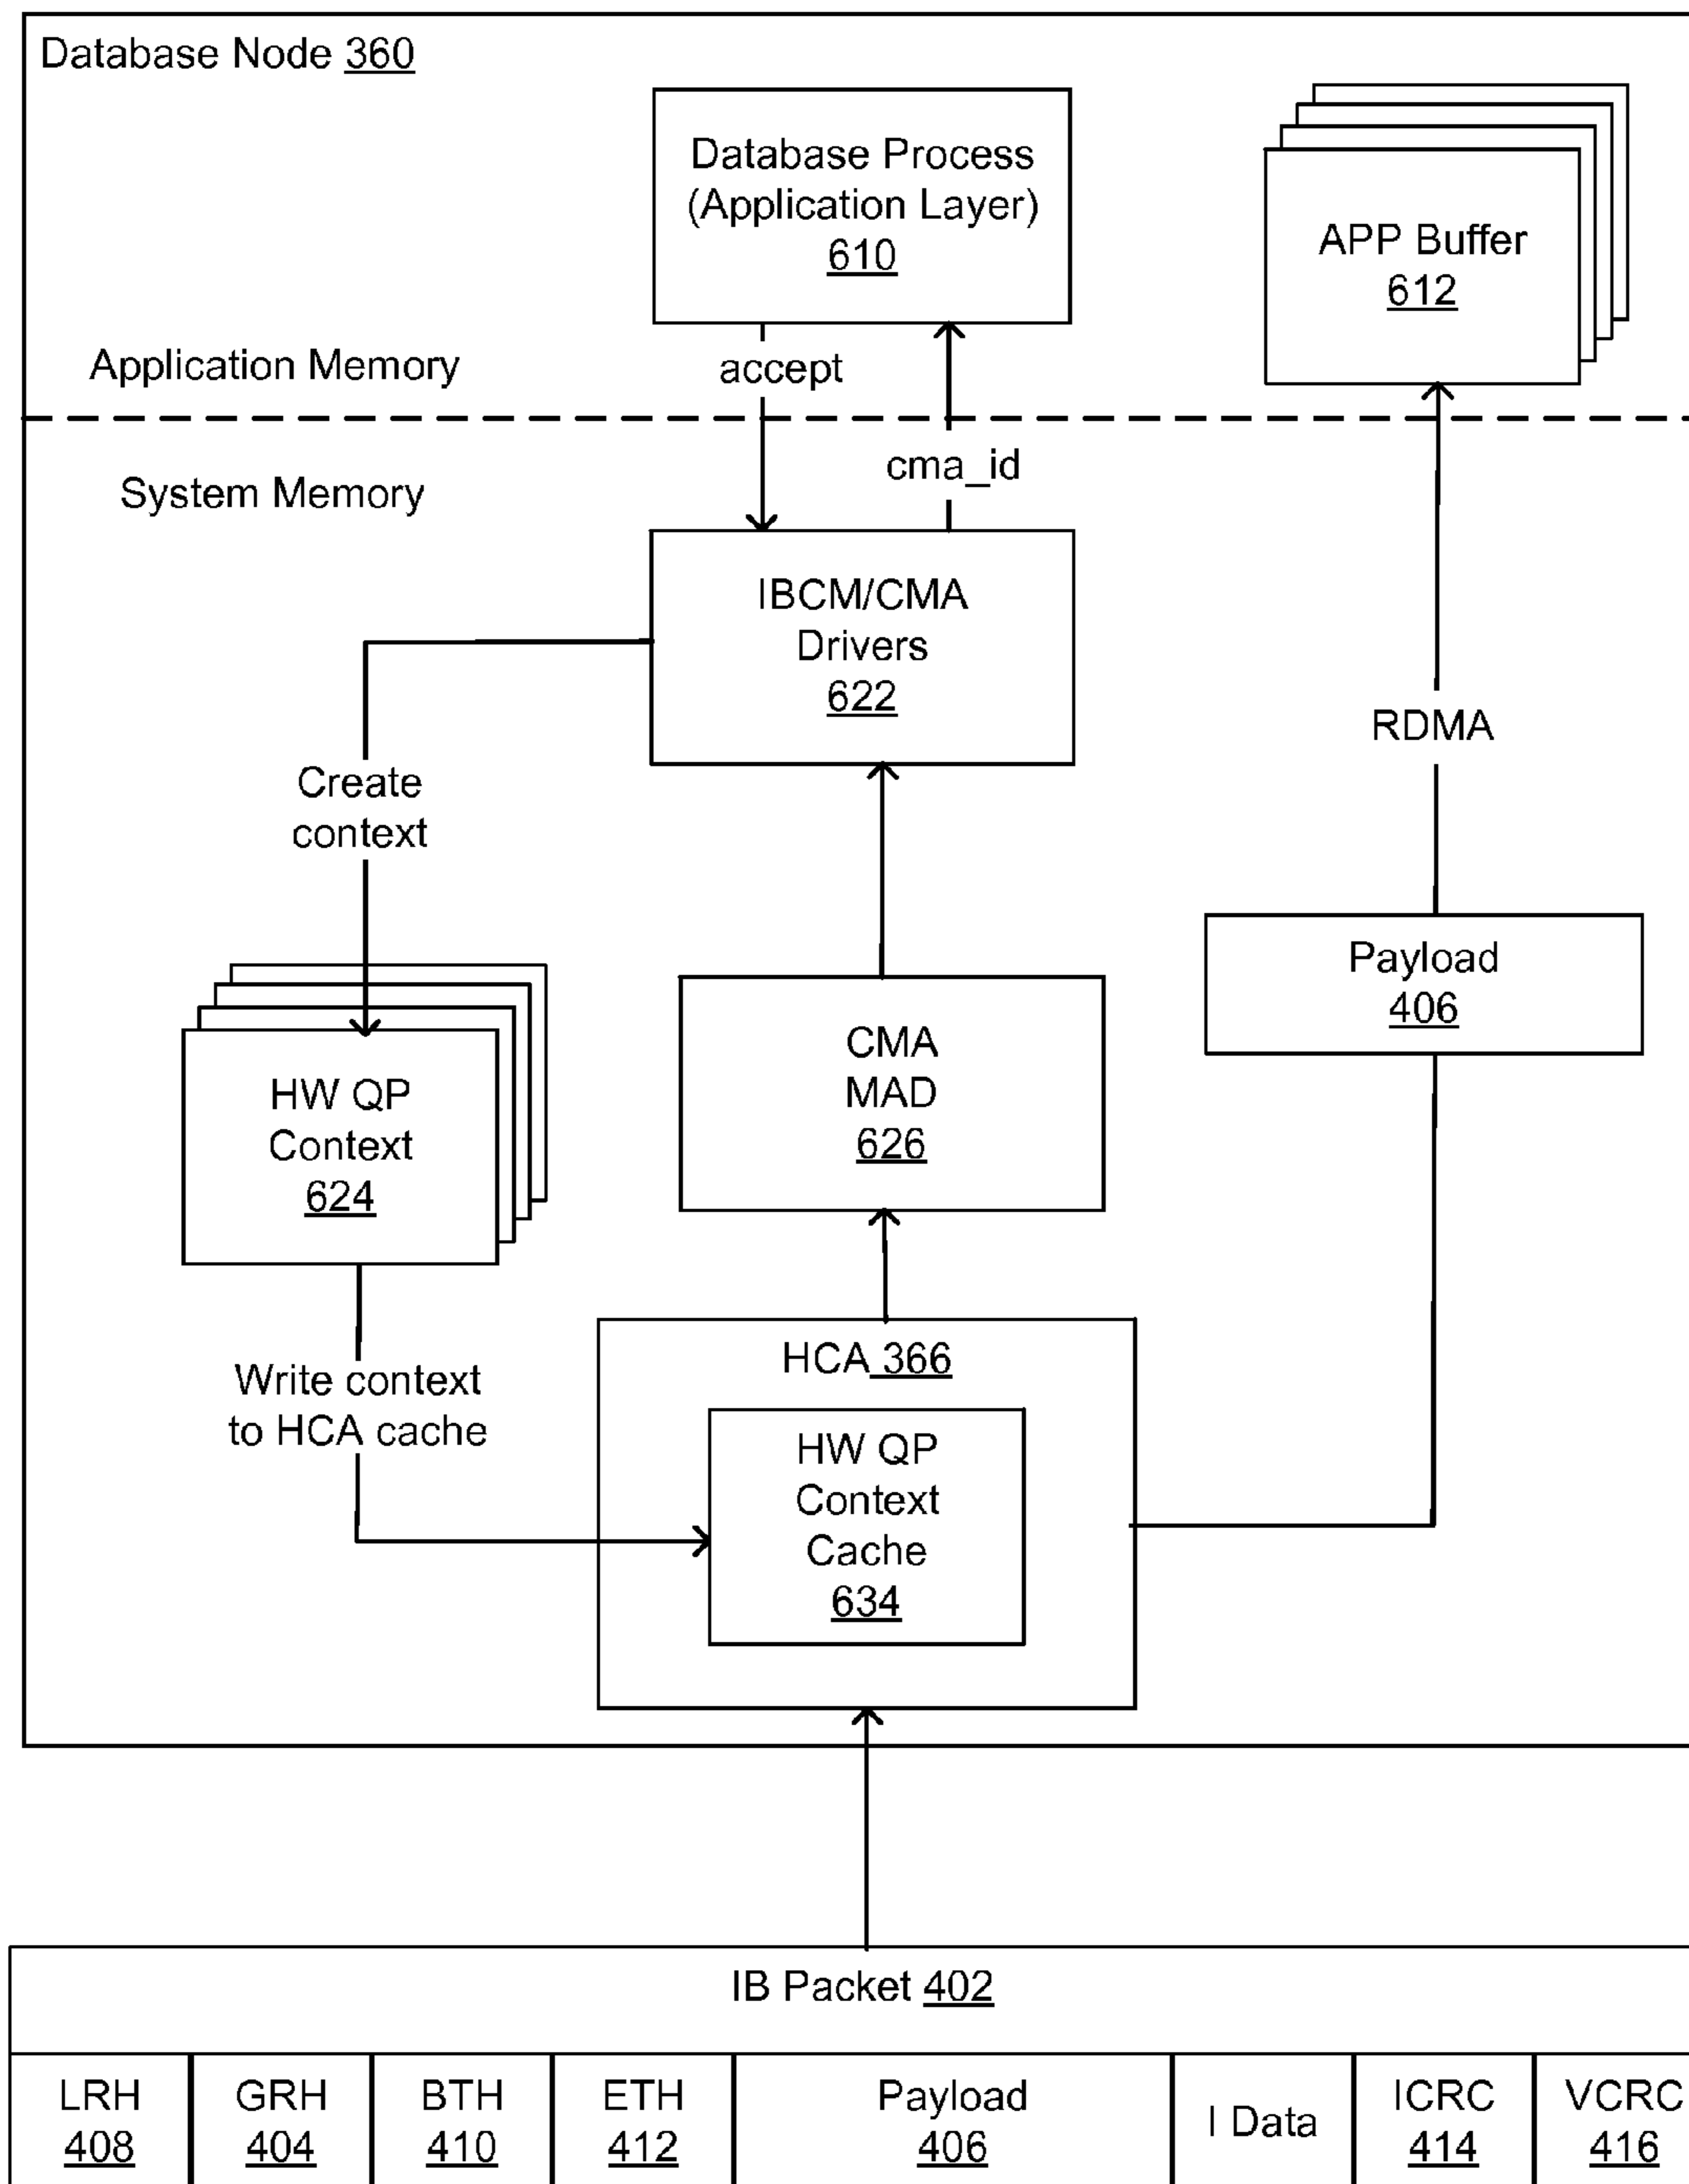 Database Node 360
Database Process
(Application Layer)
610
APP Buffer
612
Application Memory
accept
cma_id
System Memory
IBCM/CMA
Drivers
622
RDMA
Create
context
Payload
406
CMA
MAD
626
HW QP
Context
624
HCA 366
Write context
to HCA cache
HW QP
Context
Cache
634
IB Packet 402
LRH
408
GRH
404
BTH
410
ETH
412
Payload
406
I Data
ICRC
414
VCRC
416